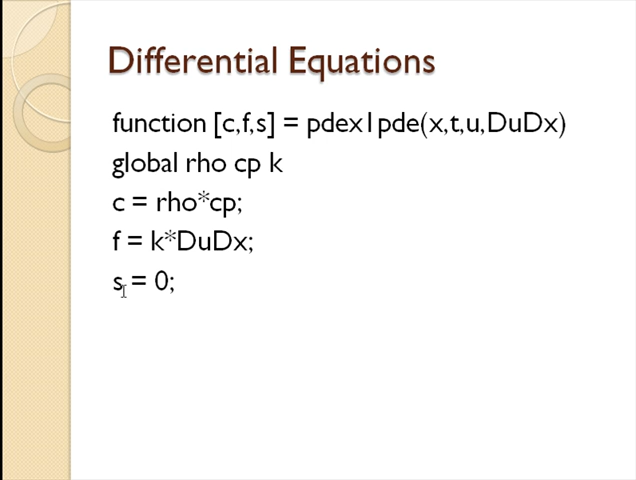 Differential Equations
function [c,f,s] = pdex1pde(x,t,u,DuDx)
global rho cp k
c = rho*cp;
f = k*DuDx;
s = 0;